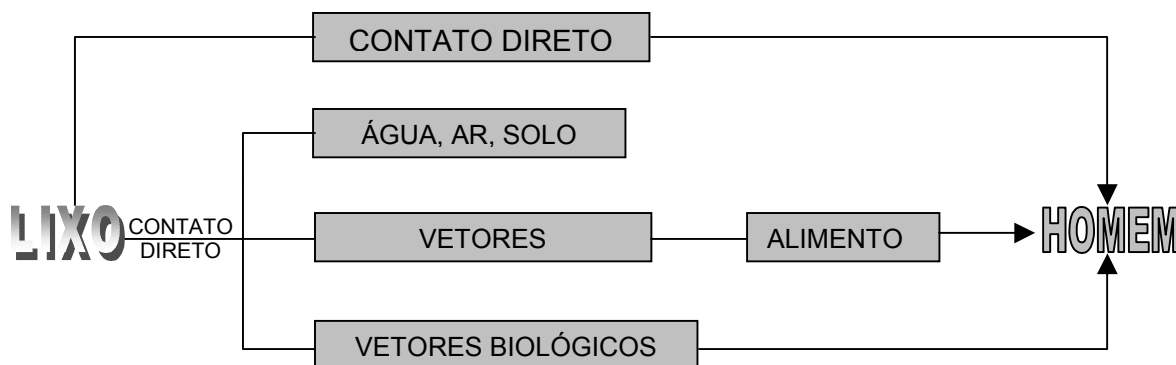 CONTATO DIRETO
ÁGUA, AR, SOLO
LIXO
CONTATO
DIRETO
VETORES
ALIMENTO
HOMEM
VETORES BIOLÓGICOS